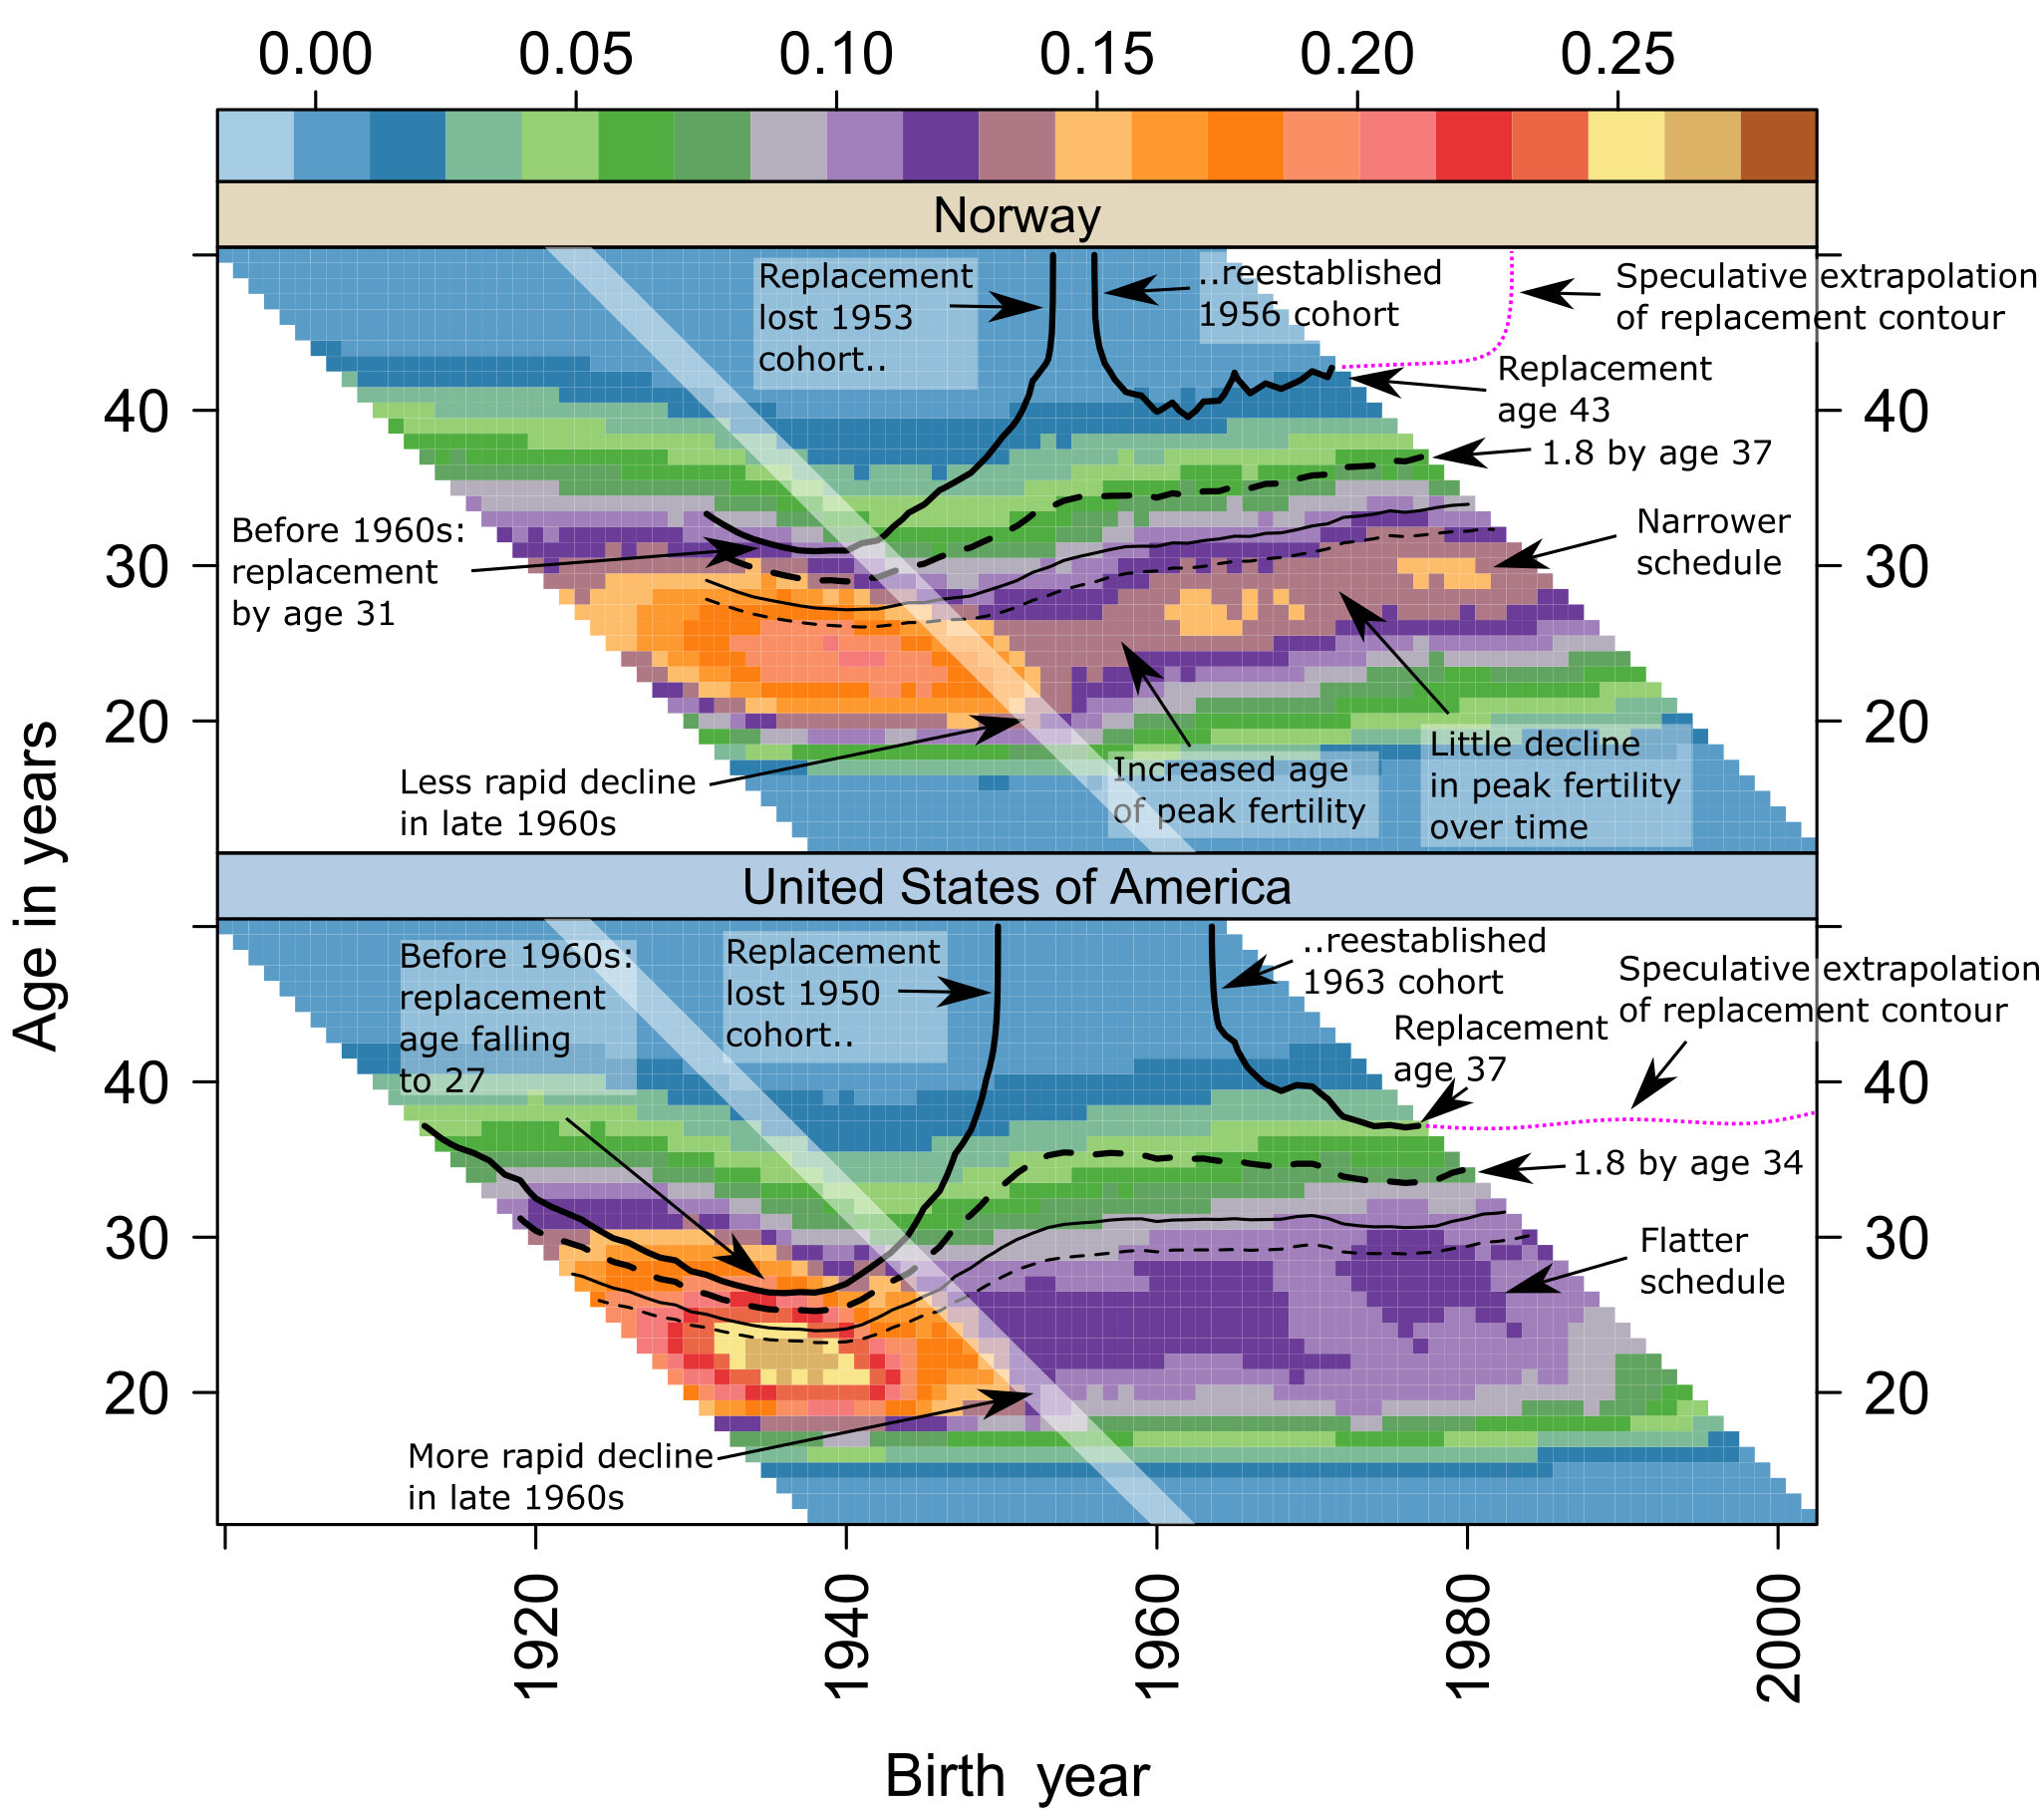 0.00 0.05 0.10 0.15 0.20 0.25
Norway
Replacement
lost 1953
cohort..
..reestablished
1956 cohort
Speculative extrapolation
of replacement contour
Replacement
age 43
1.8 by age 37
Narrower
schedule
Before 1960s:
replacement
by age 31
Less rapid decline
in late 1960s
Increased age
of peak fertility
Little decline
in peak fertility
over time
40
30
20
40
30
20
United States of America
Before 1960s:
replacement
age falling
to 27
Replacement
lost 1950
cohort..
..reestablished
1963 cohort
Speculative extrapolation
of replacement contour
Replacement
age 37
1.8 by age 34
Flatter
schedule
More rapid decline
in late 1960s
40
30
20
40
30
20
Age in years
1920 1940 1960 1980 2000
Birth year